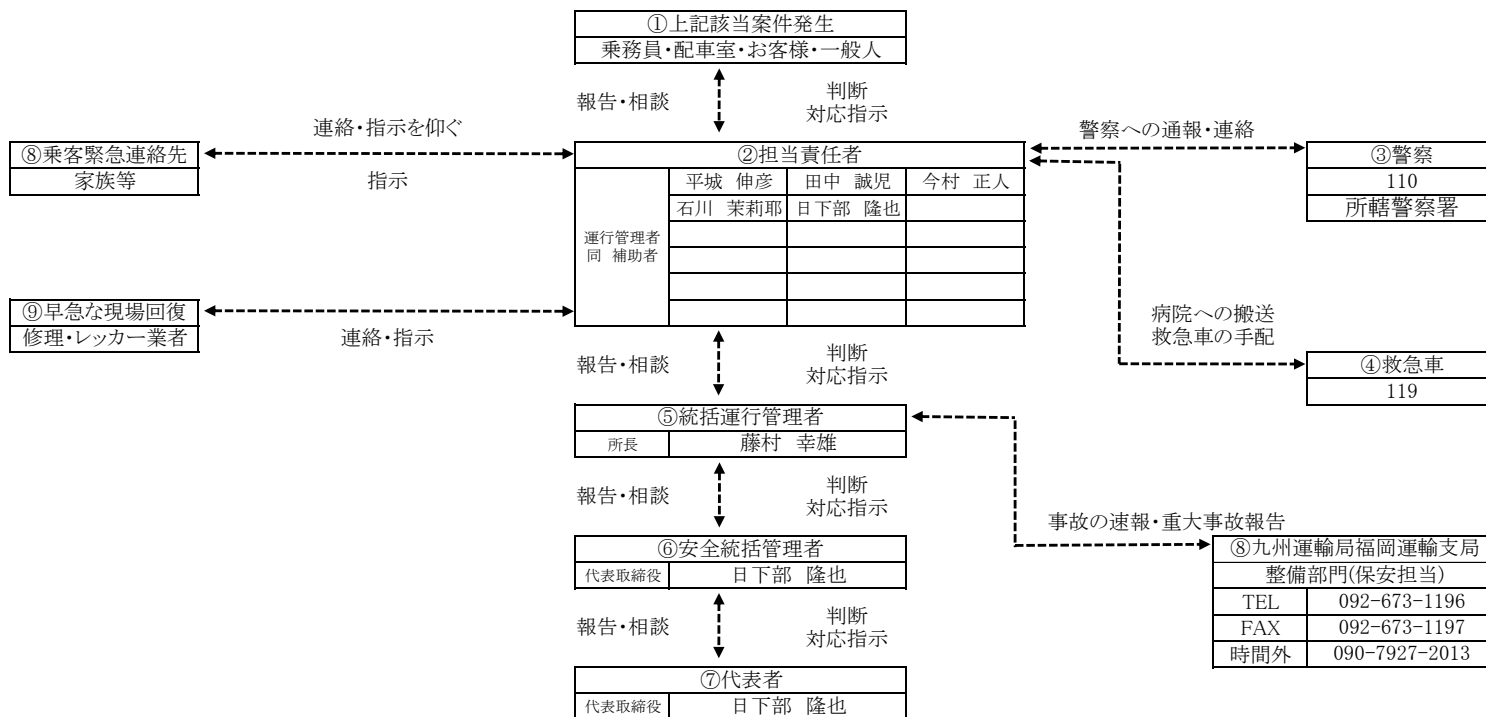 ①上記該当案件発生
乗務員・配車室・お客様・一般人
報告・相談
判断
対応指示
連絡・指示を仰ぐ
警察への通報・連絡
⑧乗客緊急連絡先
家族等
指示
②担当責任者
運行管理者
同 補助者
平城 伸彦 田中 誠児 今村 正人
石川 茉莉耶 日下部 隆也
③警察
110
所轄警察署
⑨早急な現場回復
修理・レッカー業者
連絡・指示
病院への搬送
救急車の手配
④救急車
119
報告・相談
判断
対応指示
⑤統括運行管理者
所長 藤村 幸雄
報告・相談
判断
対応指示
事故の速報・重大事故報告
⑥安全統括管理者
代表取締役 日下部 隆也
⑧九州運輸局福岡運輸支局
整備部門(保安担当)
TEL 092-673-1196
FAX 092-673-1197
時間外 090-7927-2013
報告・相談
判断
対応指示
⑦代表者
代表取締役 日下部 隆也